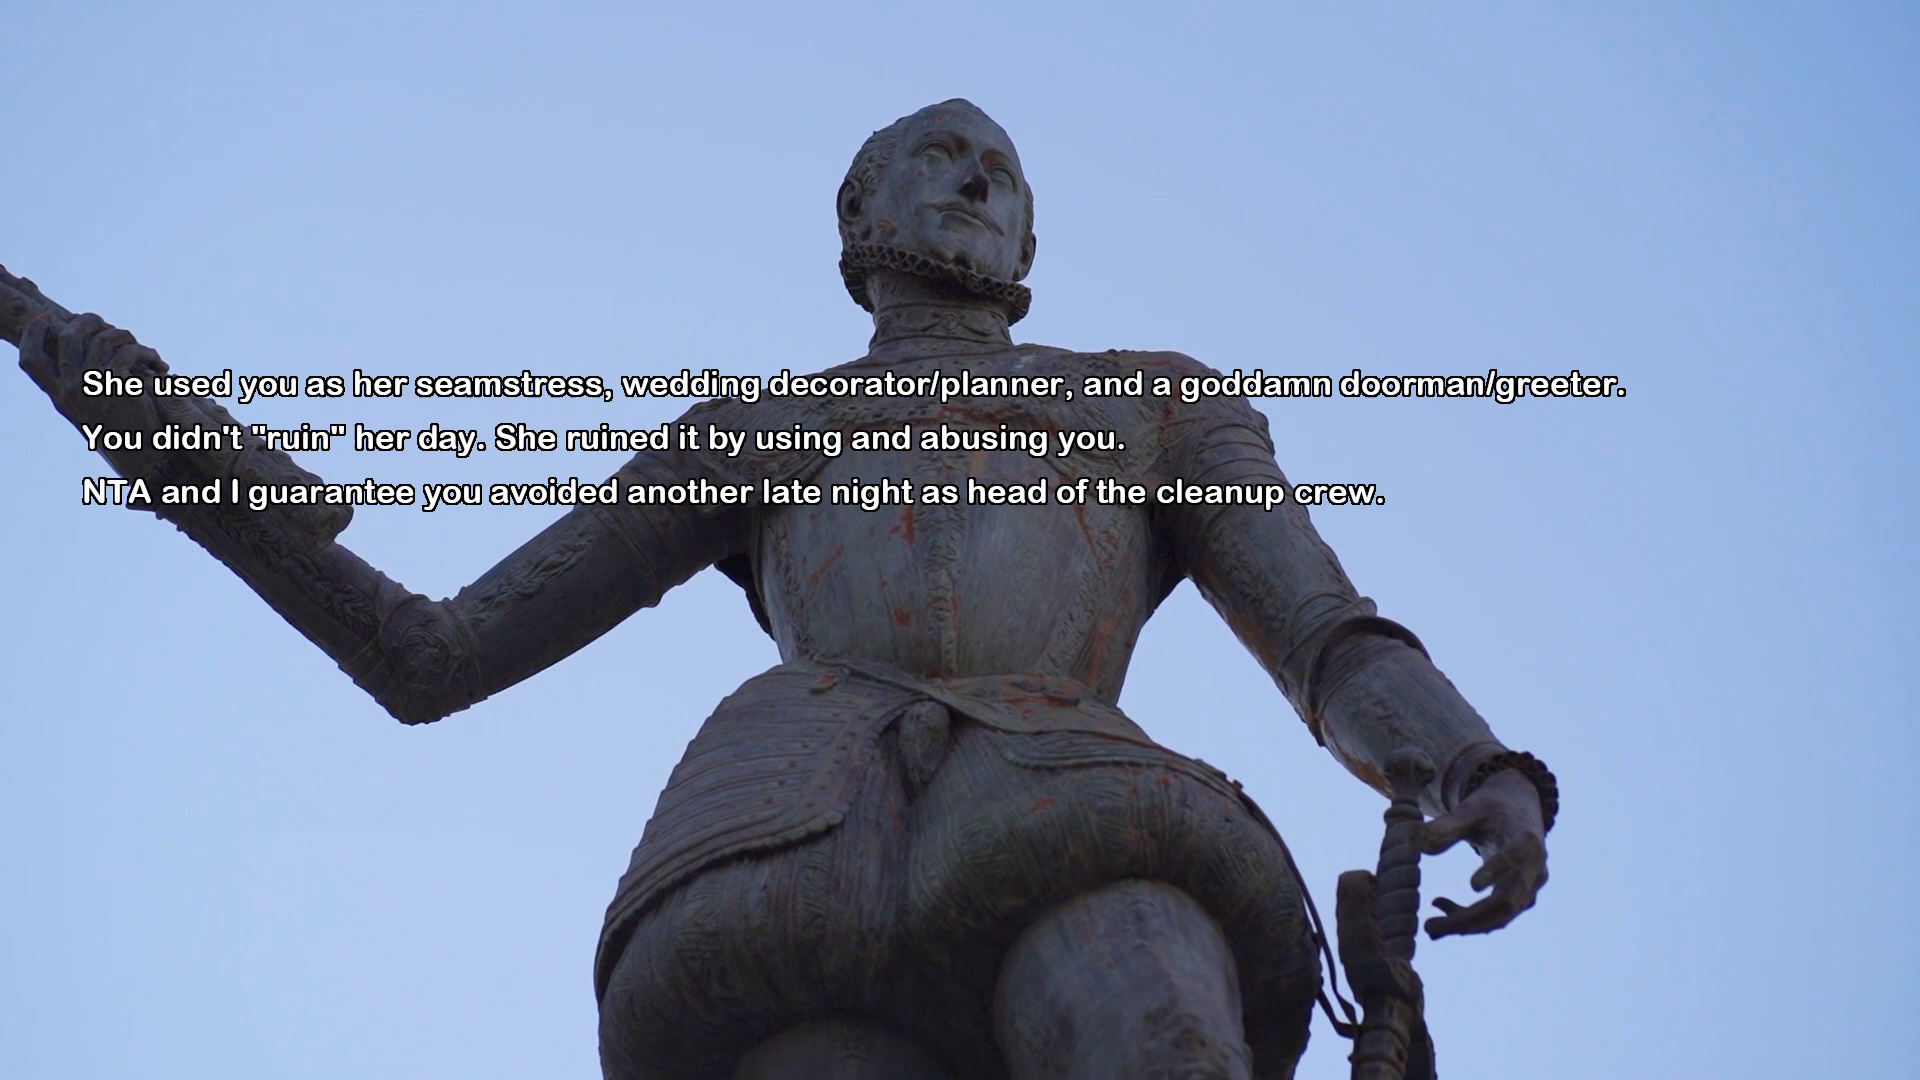 She used you as her seamstress, wedding decorator/planner, and a goddamn doorman/greeter.
You didn't "ruin" her day. She ruined it by using and abusing you.
NTA and I guarantee you avoided another late night as head of the cleanup crew.